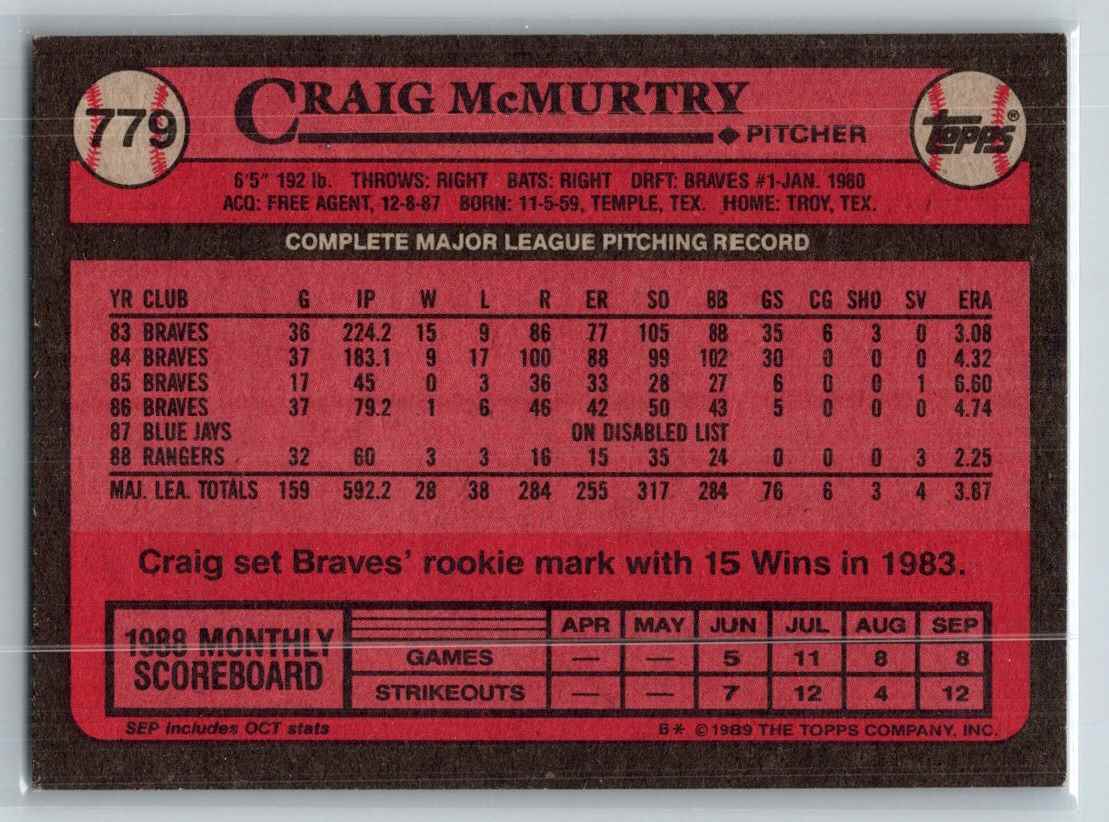 779
CRAIG McMURTRY
PITCHER
TOPPS®
6'5" 192 lb. THROWS: RIGHT BATS: RIGHT DRFT: BRAVES #1-JAN. 1980
ACQ: FREE AGENT, 12-8-87 BORN: 11-5-59, TEMPLE, TEX. HOME: TROY, TEX.
COMPLETE MAJOR LEAGUE PITCHING RECORD
YR CLUB G IP W L R ER SO BB GS CG SHO SV ERA
83 BRAVES 36 224.2 15 9 86 77 105 88 35 6 3 0 3.08
84 BRAVES 37 183.1 9 17 100 88 99 102 30 0 0 0 4.32
85 BRAVES 17 45 0 3 36 33 28 27 6 0 0 1 6.60
86 BRAVES 37 79.2 1 6 46 42 50 43 5 0 0 0 4.74
87 BLUE JAYS ON DISABLED LIST
88 RANGERS 32 60 3 3 16 15 35 24 0 0 0 3 2.25
MAJ. LEA. TOTALS 159 592.2 28 38 284 255 317 284 76 6 3 4 3.87
Craig set Braves' rookie mark with 15 Wins in 1983.
1988 MONTHLY SCOREBOARD
APR MAY JUN JUL AUG SEP
GAMES — — 5 11 8 8
STRIKEOUTS — — 7 12 4 12
SEP includes OCT stats
B* ©1989 THE TOPPS COMPANY, INC.